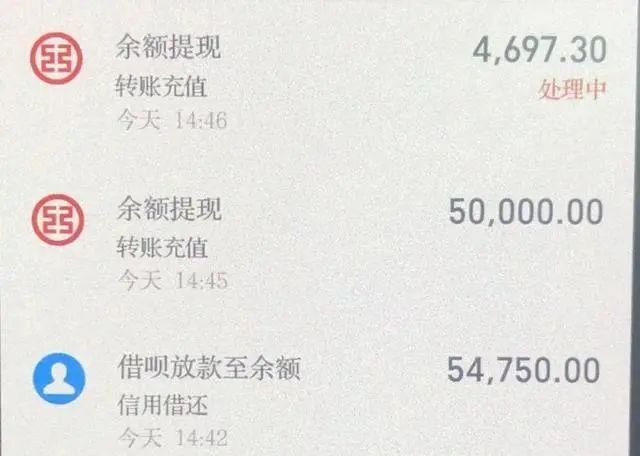 余额提现 4,697.30
转账充值 处理中
今天 14:46
余额提现 50,000.00
转账充值
今天 14:45
借呗放款至余额 54,750.00
信用借还
今天 14:42